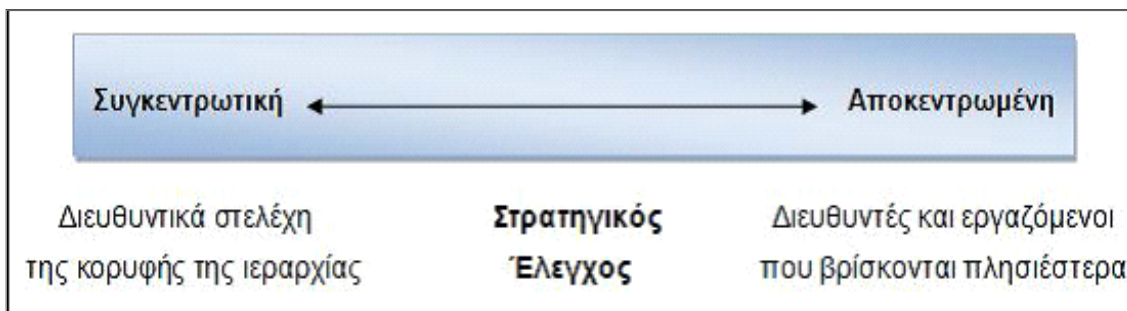 Συγκεντρωτική Αποκεντρωμένη
Διευθυντικά στελέχη Στρατηγικός Διευθυντές και εργαζόμενοι
της κορυφής της ιεραρχίας Έλεγχος που βρίσκονται πλησιέστερα